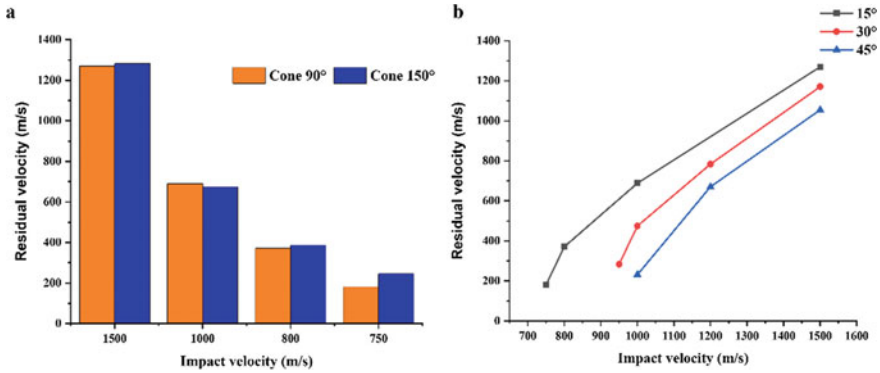 a
1400
1200
1000
800
600
400
200
0
Residual velocity (m/s)
Cone 90° Cone 150°
1500 1000 800 750
Impact velocity (m/s)
b
15°
30°
45°
1400
1200
1000
800
600
400
200
0
Residual velocity (m/s)
700 800 900 1000 1100 1200 1300 1400 1500 1600
Impact velocity (m/s)